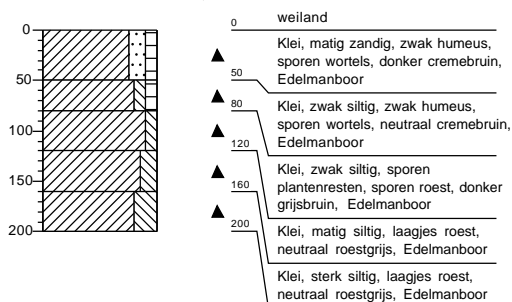 0
50
100
150
200
0
weiland
Klei, matig zandig, zwak humeus,
sporen wortels, donker cremebruin,
Edelmanboor
50
Klei, zwak siltig, zwak humeus,
sporen wortels, neutraal cremebruin,
Edelmanboor
80
Klei, zwak siltig, sporen
plantenresten, sporen roest, donker
grijsbruin, Edelmanboor
120
Klei, matig siltig, laagjes roest,
neutraal roestgrijs, Edelmanboor
160
Klei, sterk siltig, laagjes roest,
neutraal roestgrijs, Edelmanboor
200